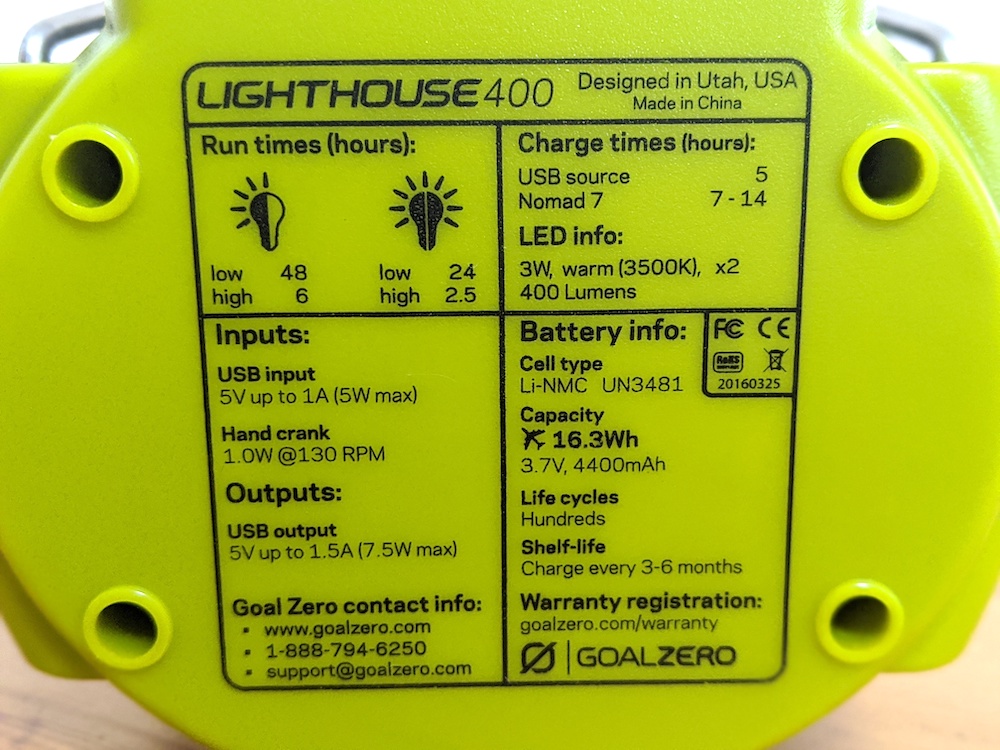 LIGHTHOUSE400
Designed in Utah, USA
Made in China
Run times (hours):
low 48
high 6
low 24
high 2.5
Charge times (hours):
USB source 5
Nomad 7 7 - 14
LED info:
3W, warm (3500K), x2
400 Lumens
Inputs:
USB input
5V up to 1A (5W max)
Hand crank
1.0W @130 RPM
Outputs:
USB output
5V up to 1.5A (7.5W max)
Goal Zero contact info:
▪ www.goalzero.com
▪ 1-888-794-6250
▪ support@goalzero.com
Battery info:
Cell type
Li-NMC UN3481
Capacity
16.3Wh
3.7V, 4400mAh
Life cycles
Hundreds
Shelf-life
Charge every 3-6 months
Warranty registration:
goalzero.com/warranty
GOALZERO
FC CE
RoHS
20160325